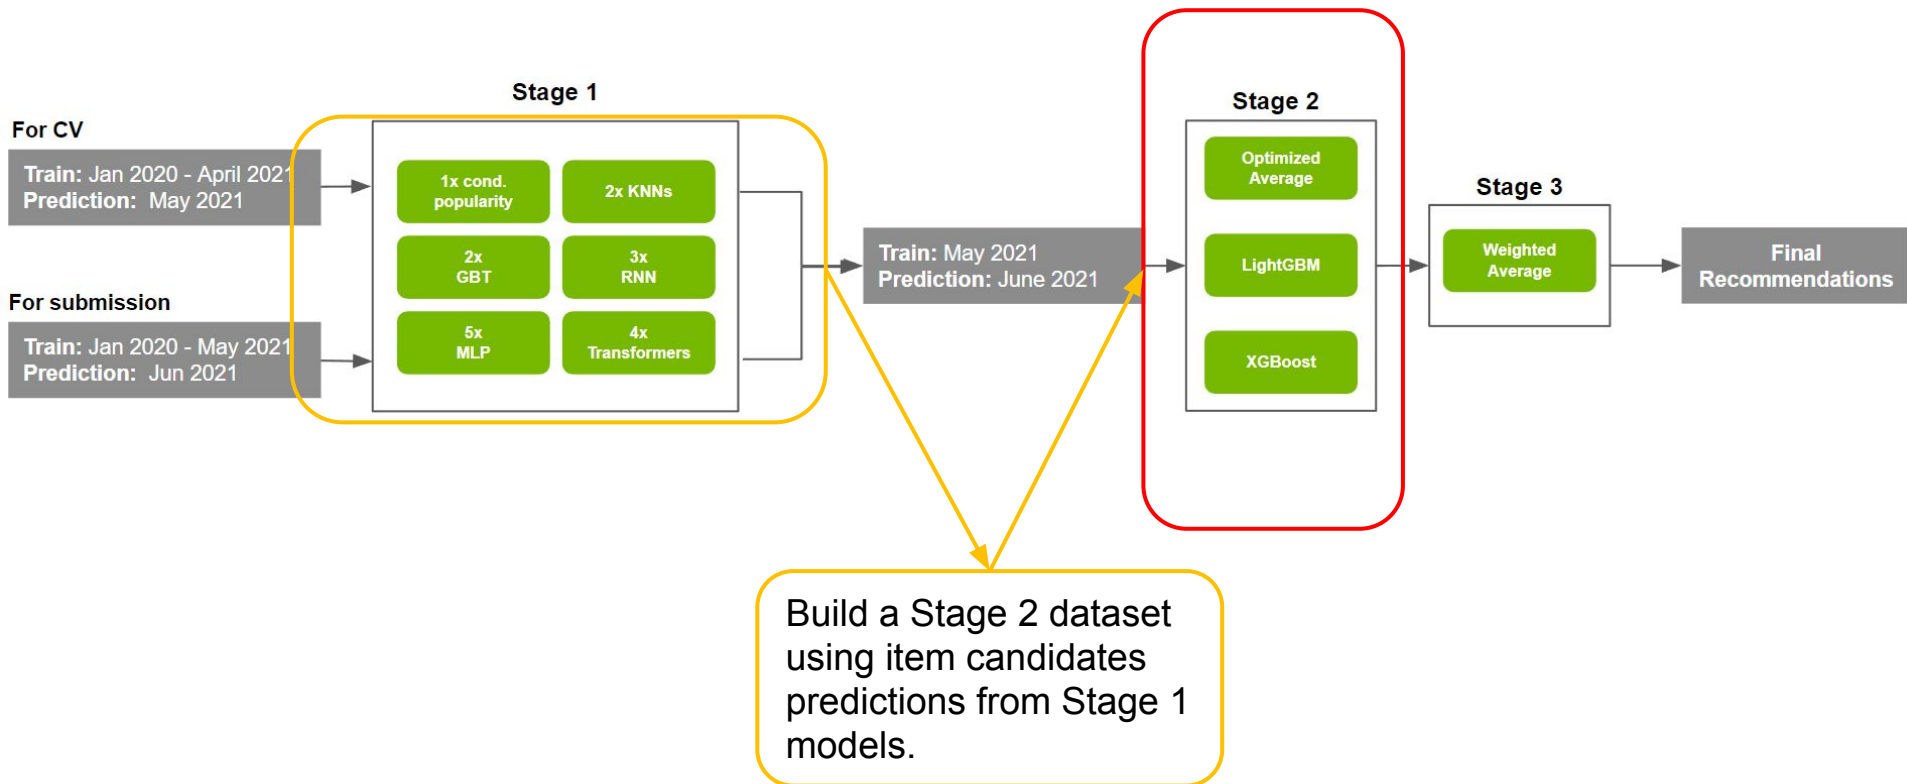 Stage 1
For CV
Train: Jan 2020 - April 2021
Prediction: May 2021
For submission
Train: Jan 2020 - May 2021
Prediction: Jun 2021
1x cond.
popularity
2x KNNs
2x
GBT
3x
RNN
5x
MLP
4x
Transformers
Train: May 2021
Prediction: June 2021
Stage 2
Optimized
Average
LightGBM
XGBoost
Stage 3
Weighted
Average
Final
Recommendations
Build a Stage 2 dataset
using item candidates
predictions from Stage 1
models.